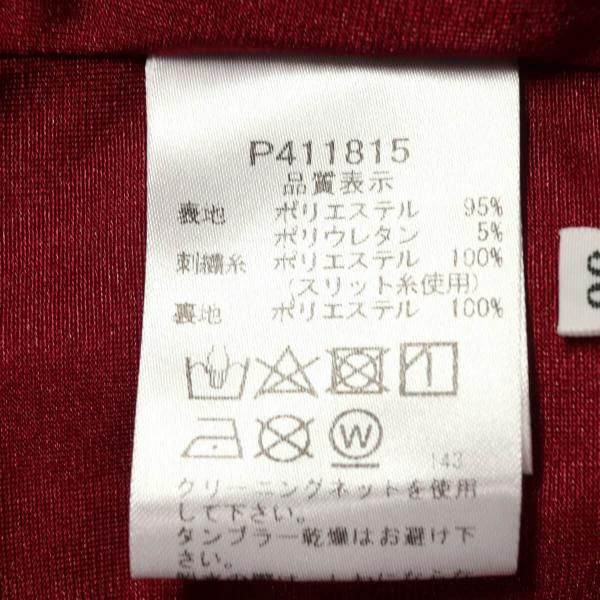 P411815
品質表示
表地 ポリエステル 95%
ポリウレタン 5%
刺繍糸 ポリエステル 100%
(スリット糸使用)
裏地 ポリエステル 100%
W
143
クリーニングネットを使用
して下さい。
タンブラー乾燥はお避け下
さい。